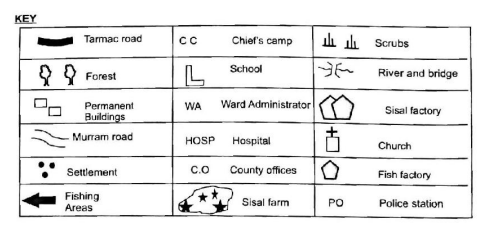 KEY
Tarmac road
C C Chief's camp
Scrubs
Forest
School
River and bridge
Permanent
Buildings
WA Ward Administrator
Sisal factory
Murram road
HOSP Hospital
Church
Settlement
C.O County offices
Fish factory
Fishing
Areas
Sisal farm
PO Police station